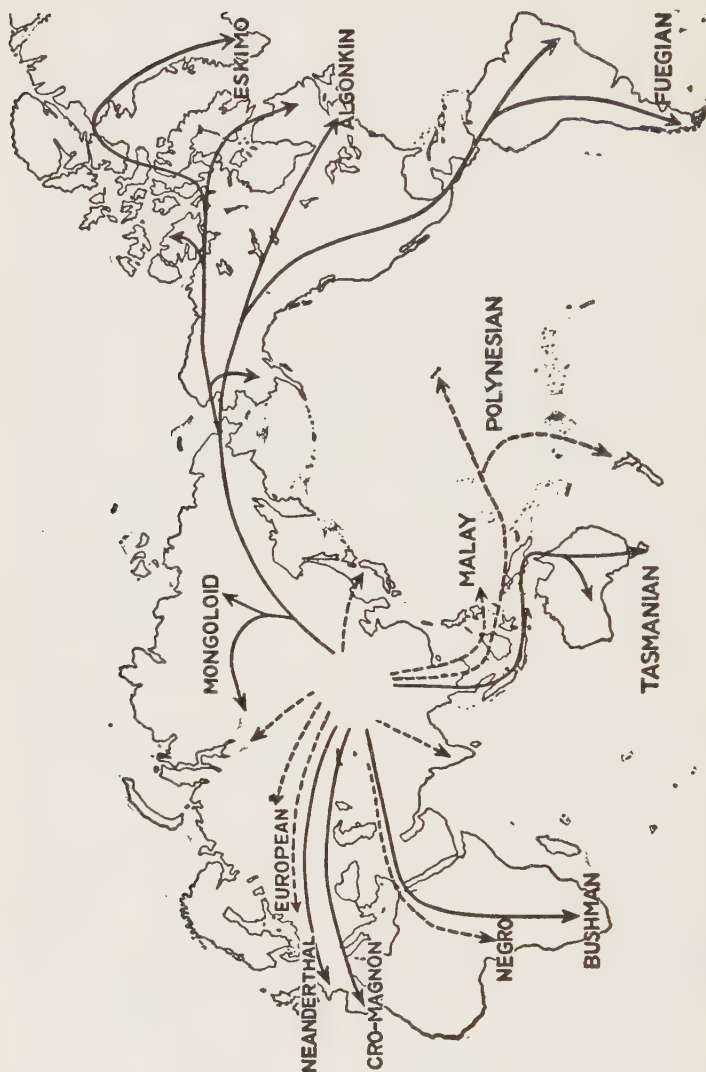 ESKIMO
ALGONKIN
FUEGIAN
MONGOLOID
POLYNESIAN
MALAY
TASMANIAN
EUROPEAN
NEANDERTHAL
CRO-MAGNON
NEGRO
BUSHMAN